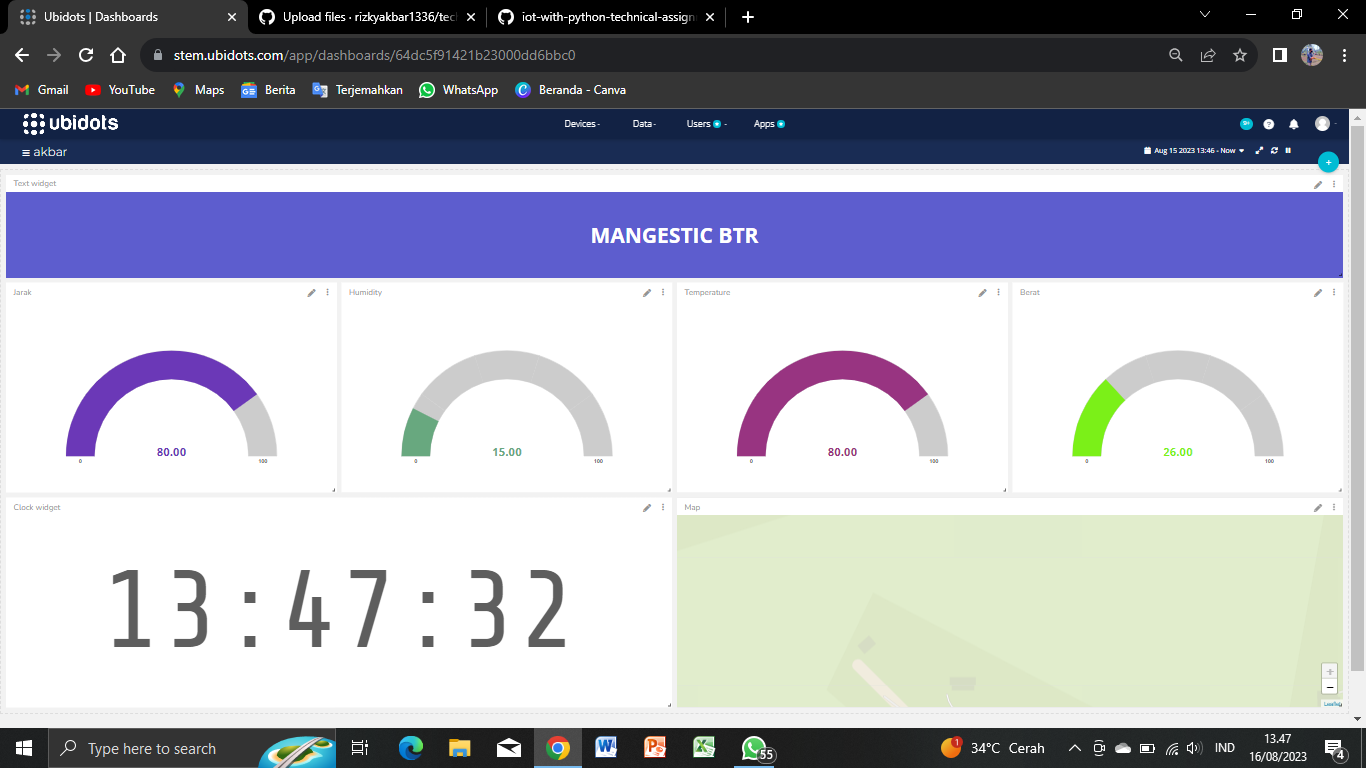 Ubidots | Dashboards
Upload files · rizkyakbar1336/tec
iot-with-python-technical-assign
stem.ubidots.com/app/dashboards/64dc5f91421b23000dd6bbc0
Gmail
YouTube
Maps
Berita
Terjemahkan
WhatsApp
Beranda - Canva
ubidots
Devices
Data
Users
Apps
akbar
Aug 15 2023 13:46 - Now
Text widget
MANGESTIC BTR
Jarak
Humidity
Temperature
Berat
80.00
0
100
15.00
0
100
80.00
0
100
26.00
0
100
Clock widget
Map
13:47:32
+
−
Leaflet
Type here to search
55
1
34°C Cerah
IND
13.47
16/08/2023
4